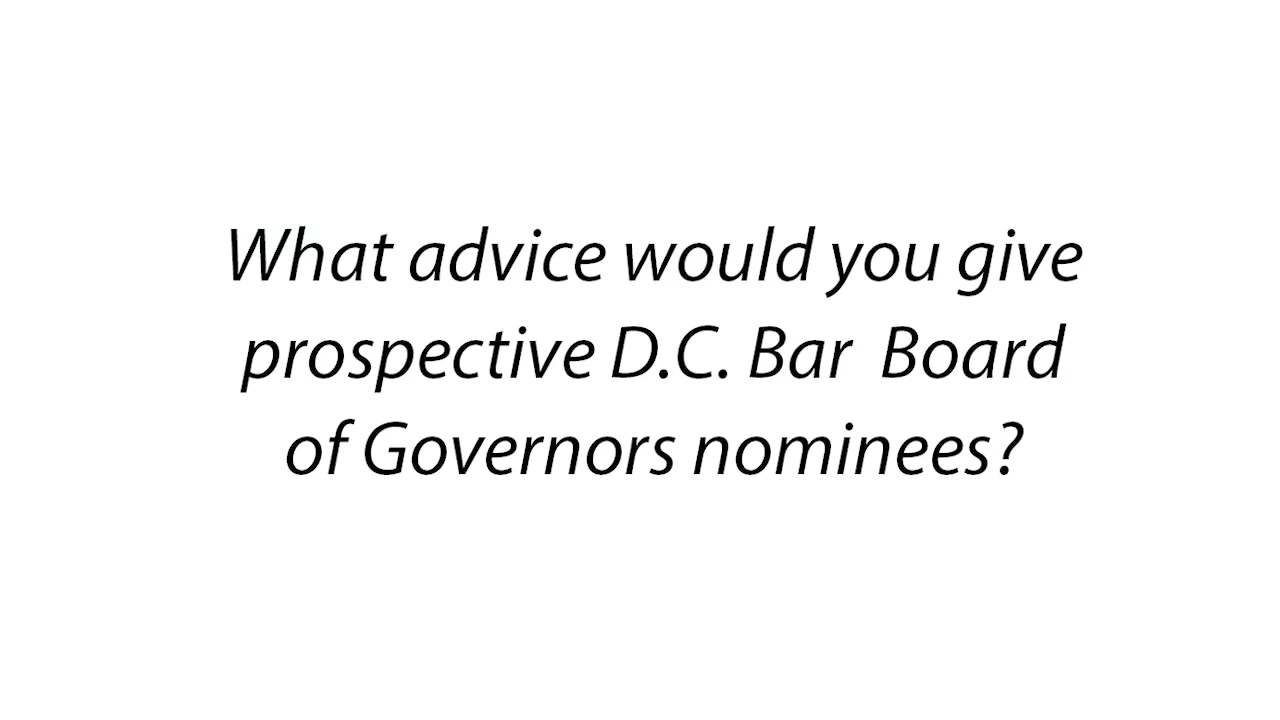 What advice would you give
prospective D.C. Bar  Board
of Governors nominees?